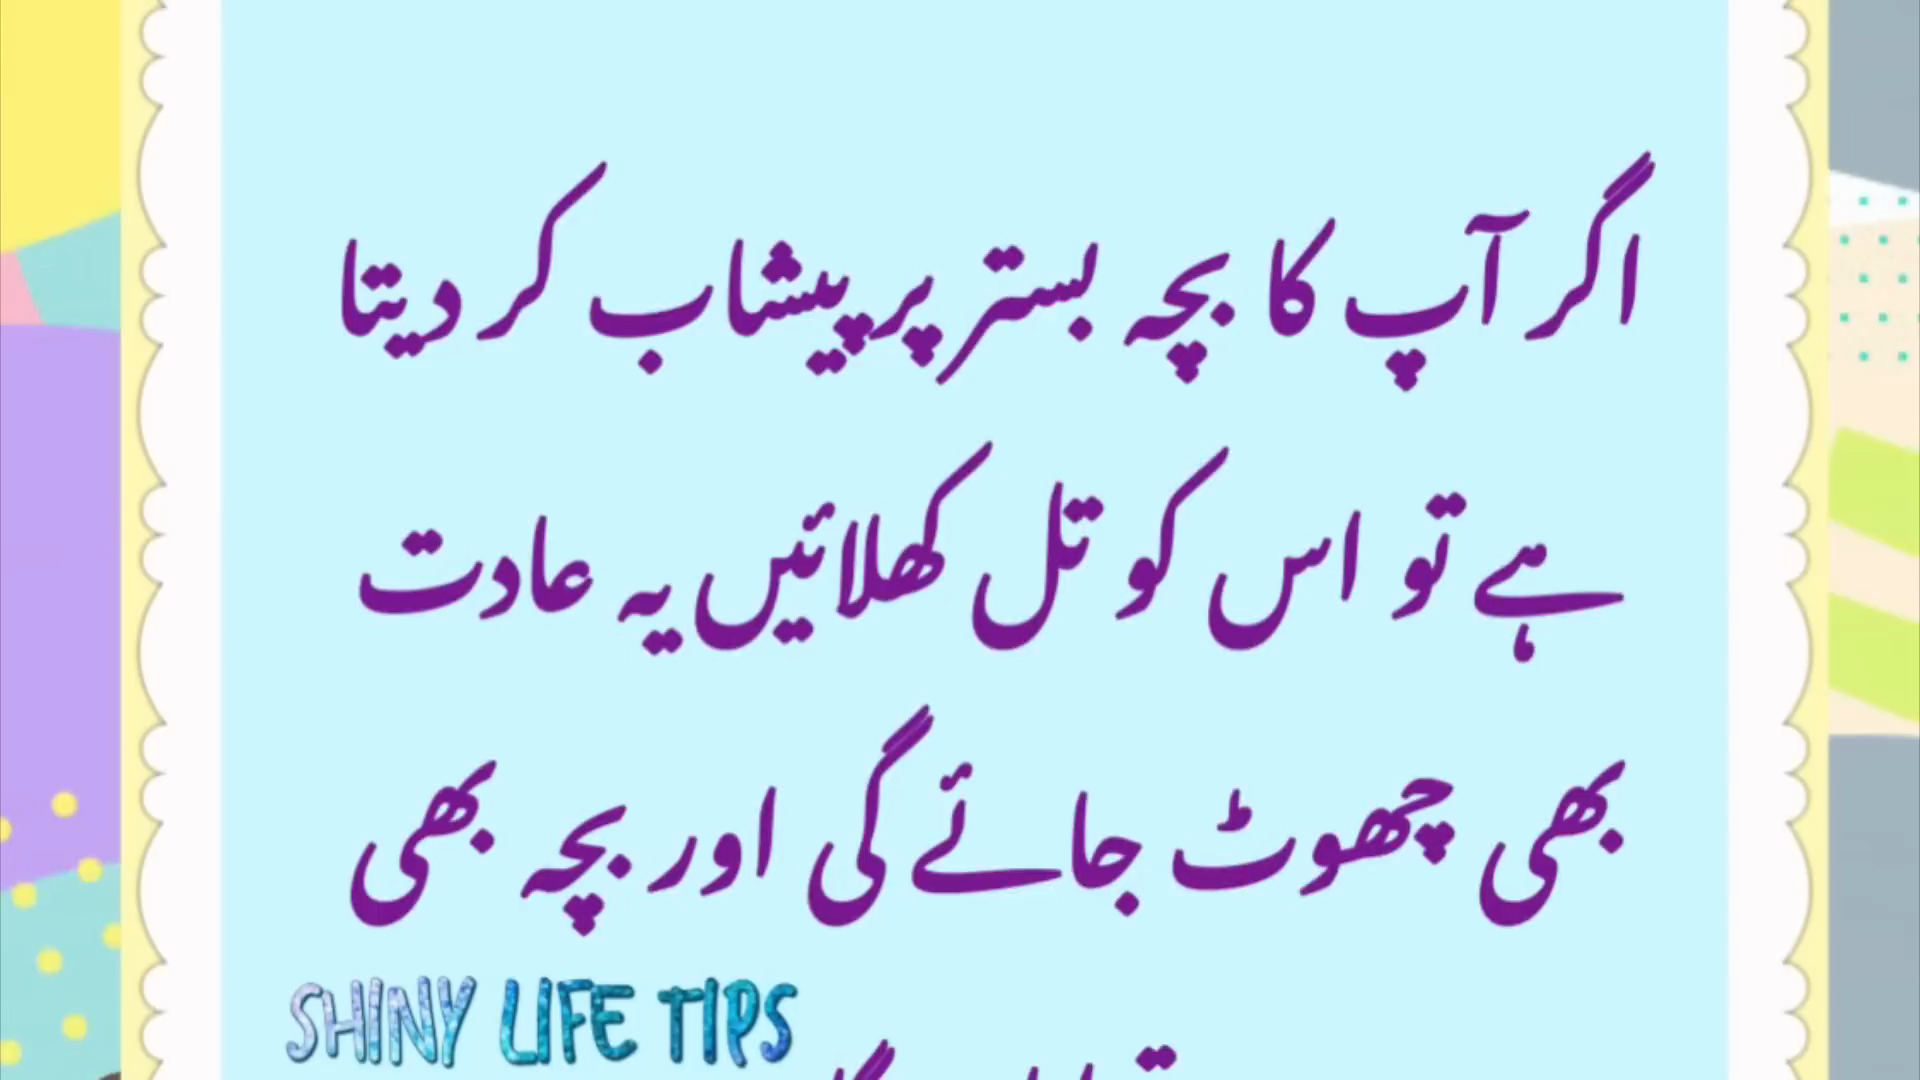 اگر آپ کا بچہ بستر پر پیشاب کر دیتا
ہے تو اس کو تل کھلائیں یہ عادت
بھی چھوٹ جائے گی اور بچہ بھی
SHINY LIFE TIPS